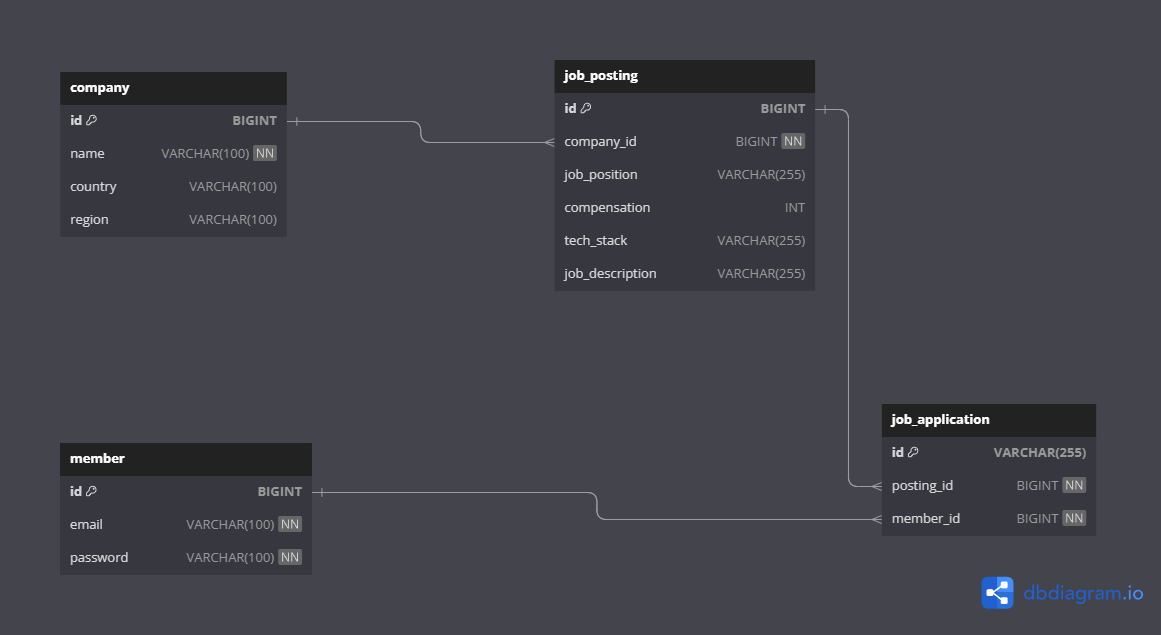 company
id BIGINT
name VARCHAR(100) NN
country VARCHAR(100)
region VARCHAR(100)
job_posting
id BIGINT
company_id BIGINT NN
job_position VARCHAR(255)
compensation INT
tech_stack VARCHAR(255)
job_description VARCHAR(255)
member
id BIGINT
email VARCHAR(100) NN
password VARCHAR(100) NN
job_application
id VARCHAR(255)
posting_id BIGINT NN
member_id BIGINT NN
dbdiagram.io